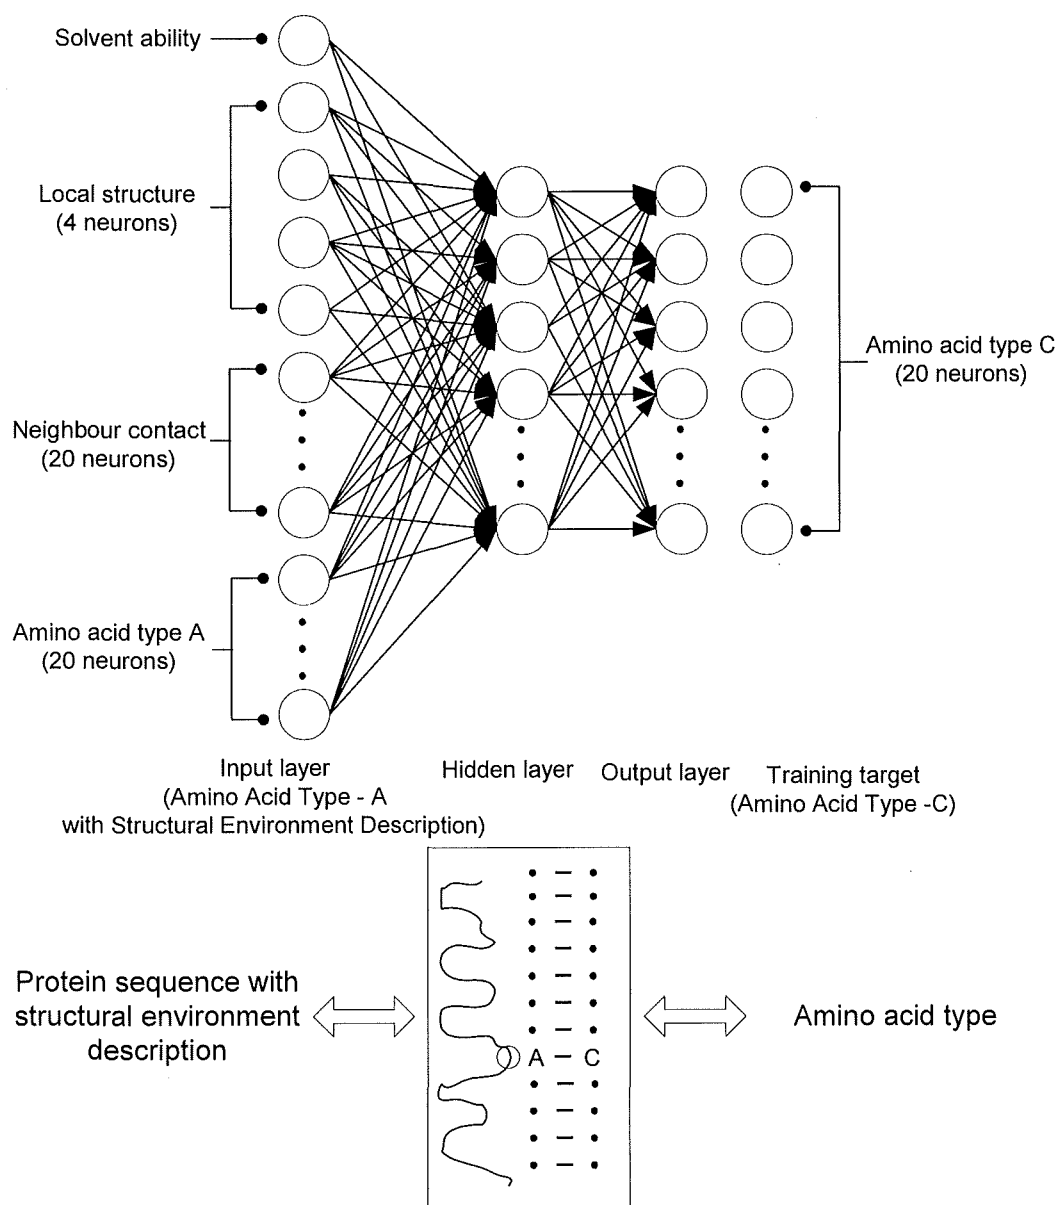 Solvent ability
Local structure
(4 neurons)
Neighbour contact
(20 neurons)
Amino acid type A
(20 neurons)
Amino acid type C
(20 neurons)
Input layer
(Amino Acid Type - A
with Structural Environment Description)
Hidden layer
Output layer
Training target
(Amino Acid Type -C)
Protein sequence with
structural environment
description
A – C
Amino acid type